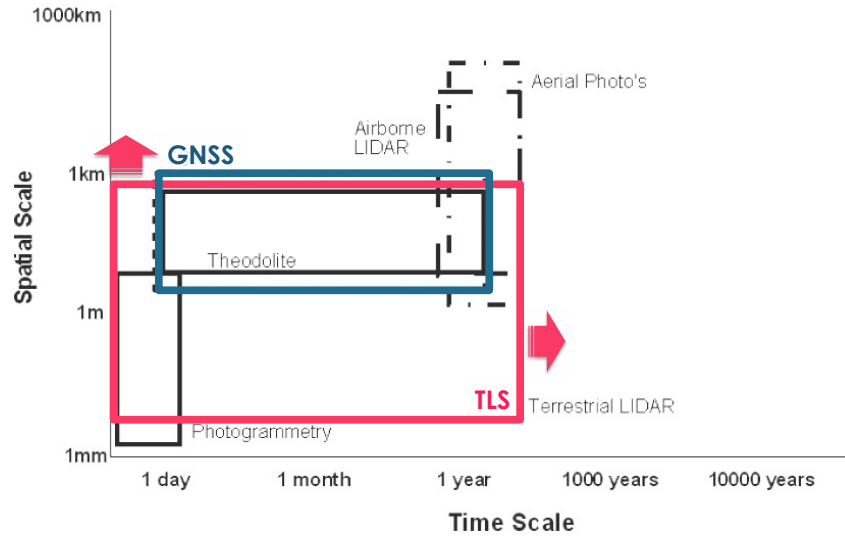 1000km
Aerial Photo's
Airborne
LIDAR
GNSS
1km
Spatial Scale
Theodolite
1m
TLS
Terrestrial LIDAR
Photogrammetry
1mm
1 day
1 month
1 year
1000 years
10000 years
Time Scale